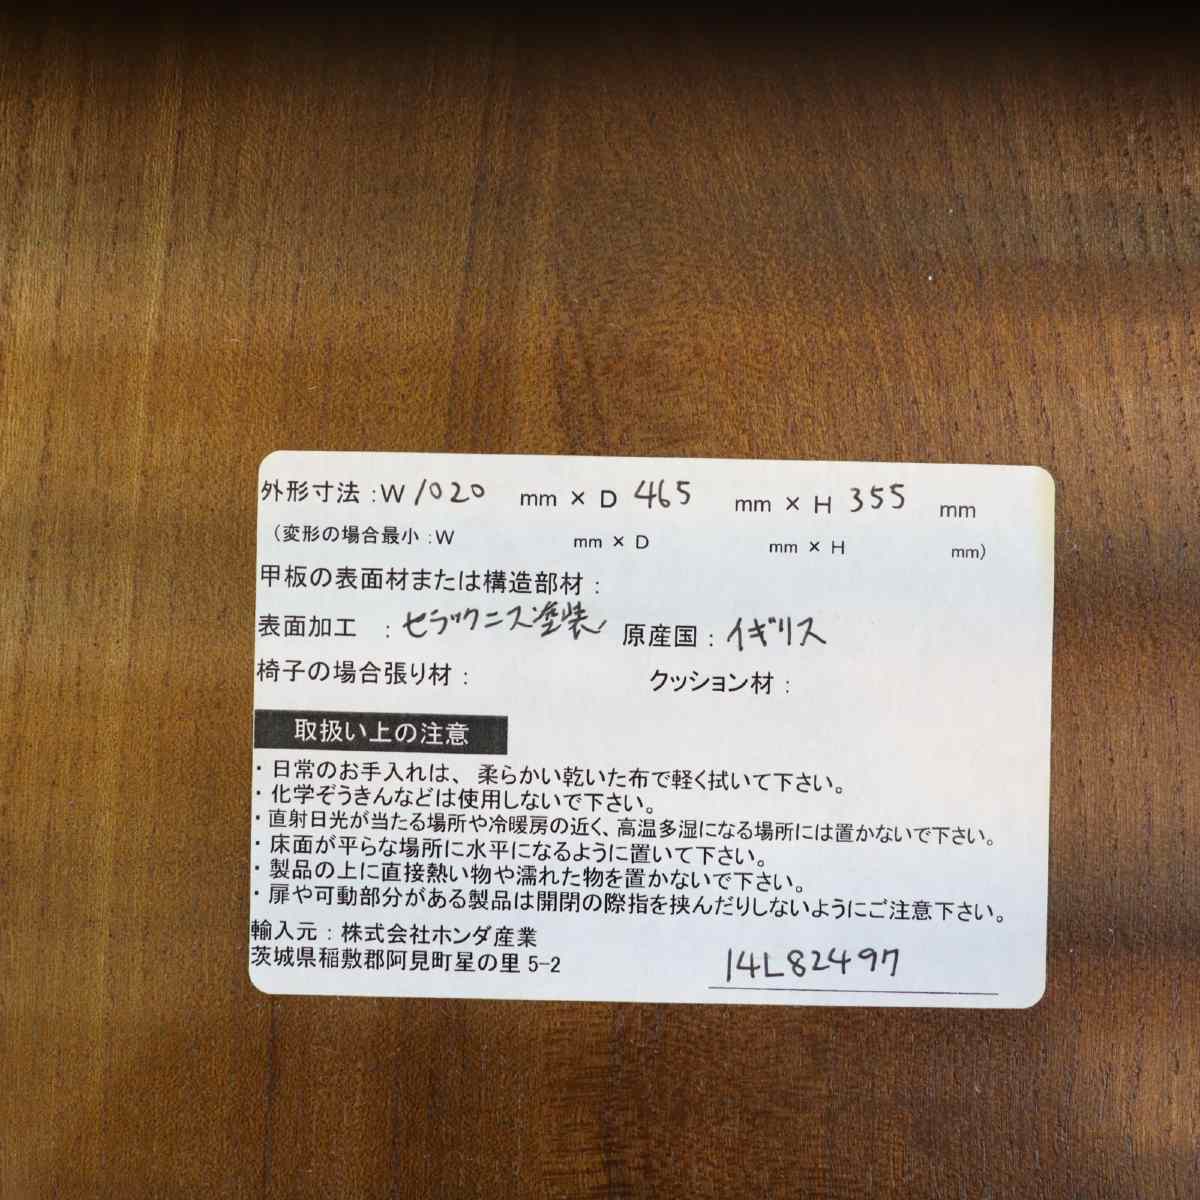 外形寸法:W 1020 mm × D 465 mm × H 355 mm
(変形の場合最小:W mm × D mm × H mm)
甲板の表面材または構造部材:
表面加工 :セラックニス塗装 原産国:イギリス
椅子の場合張り材: クッション材:
取扱い上の注意
・日常のお手入れは、柔らかい乾いた布で軽く拭いて下さい。
・化学ぞうきんなどは使用しないで下さい。
・直射日光が当たる場所や冷暖房の近く、高温多湿になる場所には置かないで下さい。
・床面が平らな場所に水平になるように置いて下さい。
・製品の上に直接熱い物や濡れた物を置かないで下さい。
・扉や可動部分がある製品は開閉の際指を挟んだりしないようにご注意下さい。
輸入元:株式会社ホンダ産業
茨城県稲敷郡阿見町星の里 5-2 14L82497